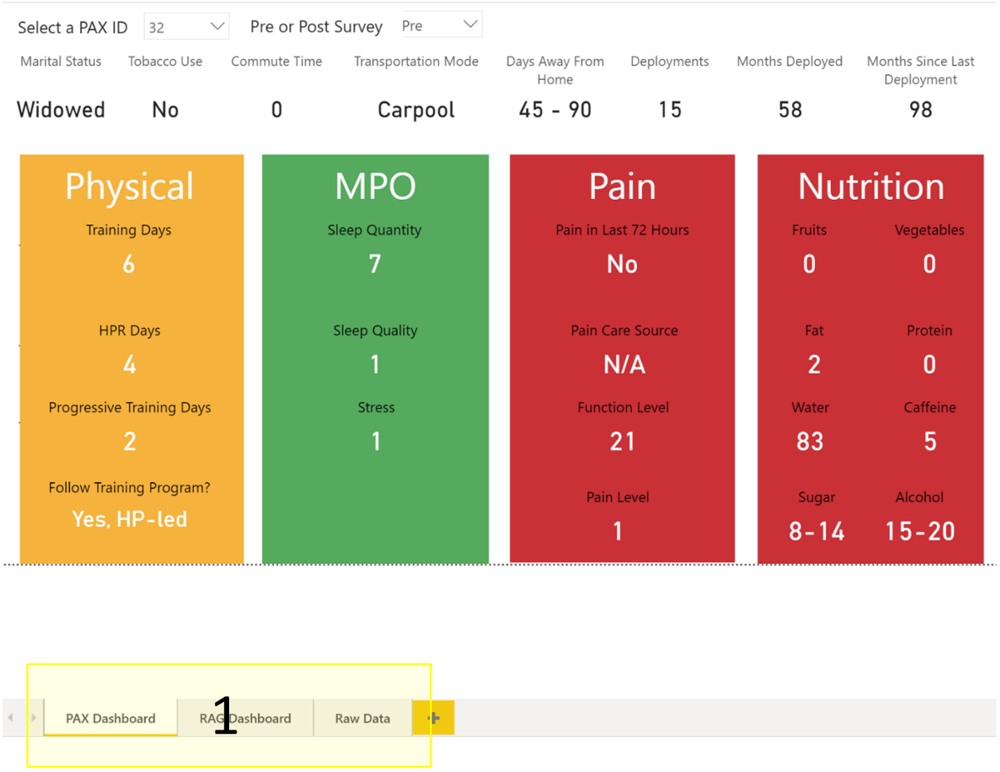 Select a PAX ID 32 Pre or Post Survey Pre
Marital Status Tobacco Use Commute Time Transportation Mode Days Away From Home Deployments Months Deployed Months Since Last Deployment
Widowed No 0 Carpool 45 - 90 15 58 98
Physical
Training Days
6
HPR Days
4
Progressive Training Days
2
Follow Training Program?
Yes, HP-led
MPO
Sleep Quantity
7
Sleep Quality
1
Stress
1
Pain
Pain in Last 72 Hours
No
Pain Care Source
N/A
Function Level
21
Pain Level
1
Nutrition
Fruits Vegetables
0 0
Fat Protein
2 0
Water Caffeine
83 5
Sugar Alcohol
8-14 15-20
PAX Dashboard RAG Dashboard Raw Data +
1